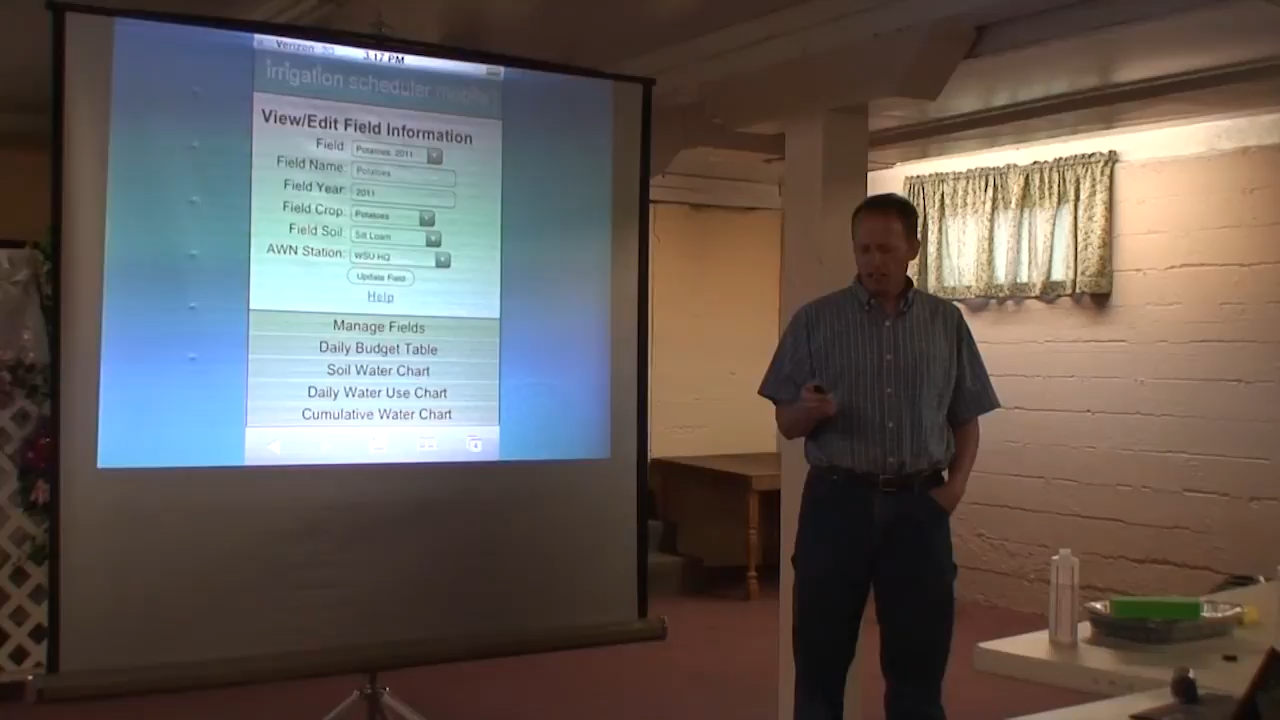 Verizon 3G
3:17 PM
irrigation scheduler mobile
View/Edit Field Information
Field: Potatoes, 2011
Field Name: Potatoes
Field Year: 2011
Field Crop: Potatoes
Field Soil: Silt Loam
AWN Station: WSU HQ
Update Field
Help
Manage Fields
Daily Budget Table
Soil Water Chart
Daily Water Use Chart
Cumulative Water Chart